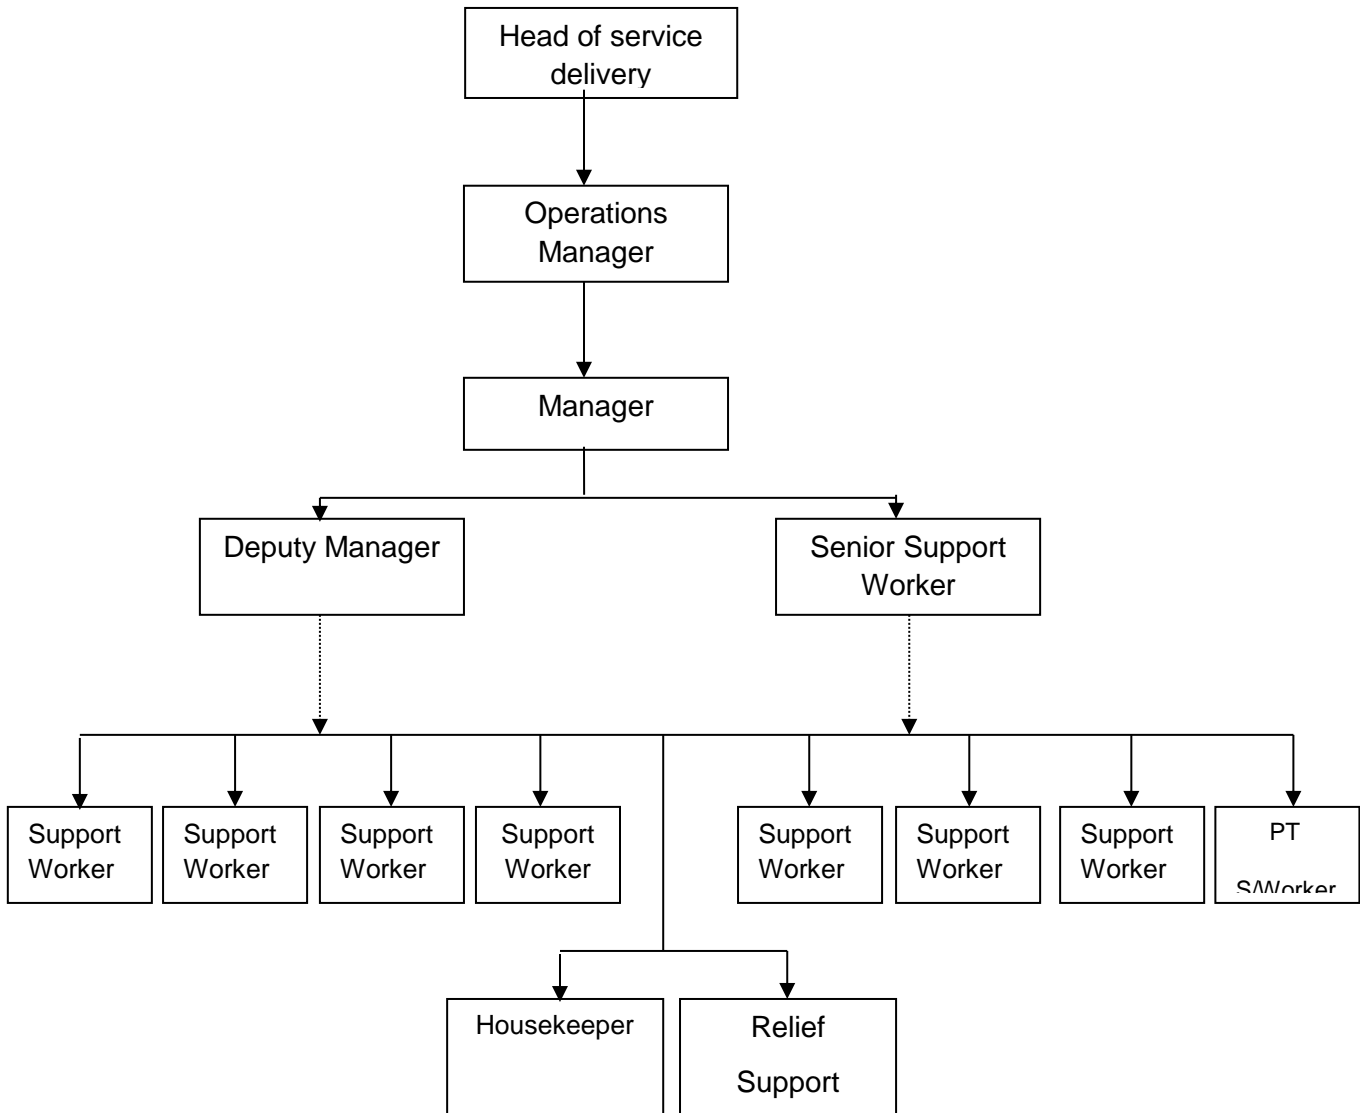 Head of service
delivery
Operations
Manager
Manager
Deputy Manager
Senior Support
Worker
Support
Worker
Support
Worker
Support
Worker
Support
Worker
Support
Worker
Support
Worker
Support
Worker
PT
S/Worker
Housekeeper
Relief
Support